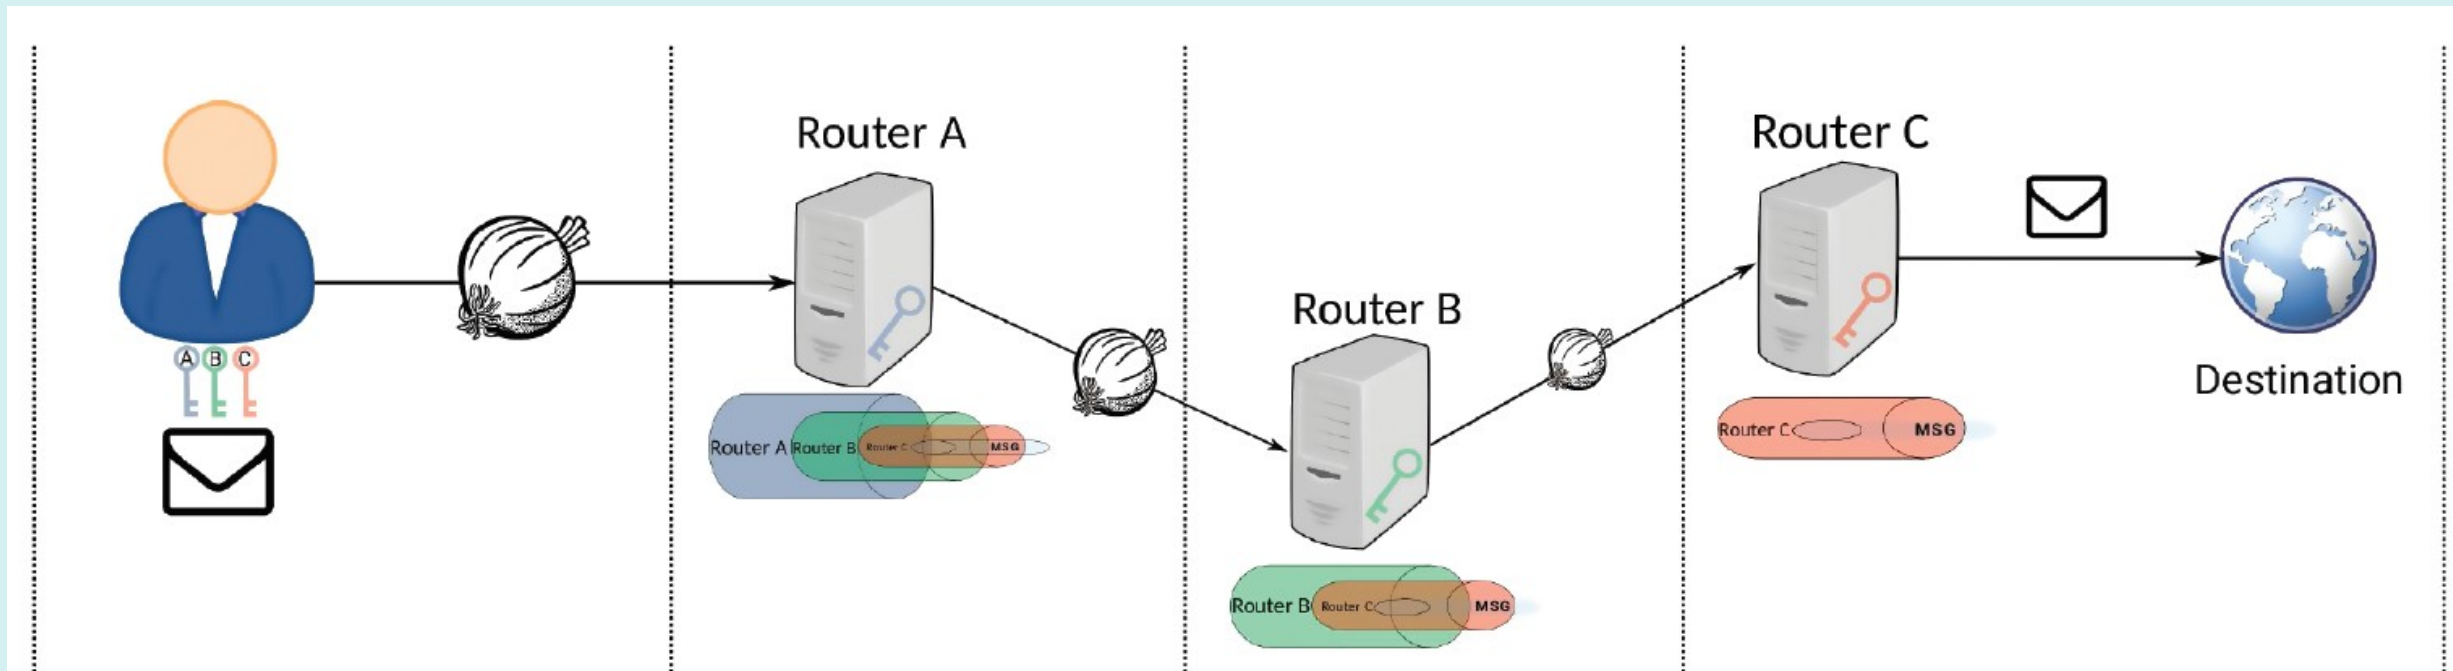 Router A
Router C
Router B
A B C
Destination
Router A Router B Router C MSG
Router C MSG
Router B Router C MSG